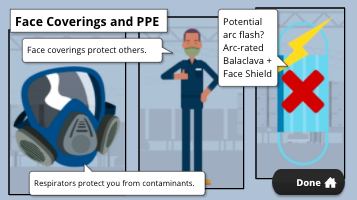 Face Coverings and PPE
Face coverings protect others.
Potential
arc flash?
Arc-rated
Balaclava +
Face Shield
Respirators protect you from contaminants.
Done